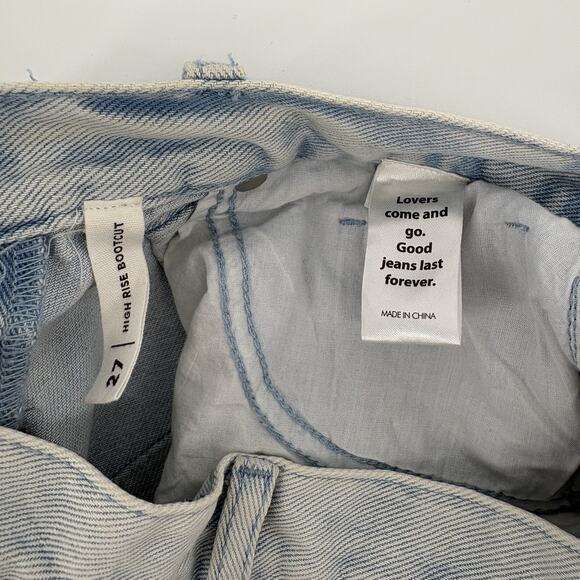 27 | HIGH RISE BOOTCUT
Lovers
come and
go.
Good
jeans last
forever.
MADE IN CHINA